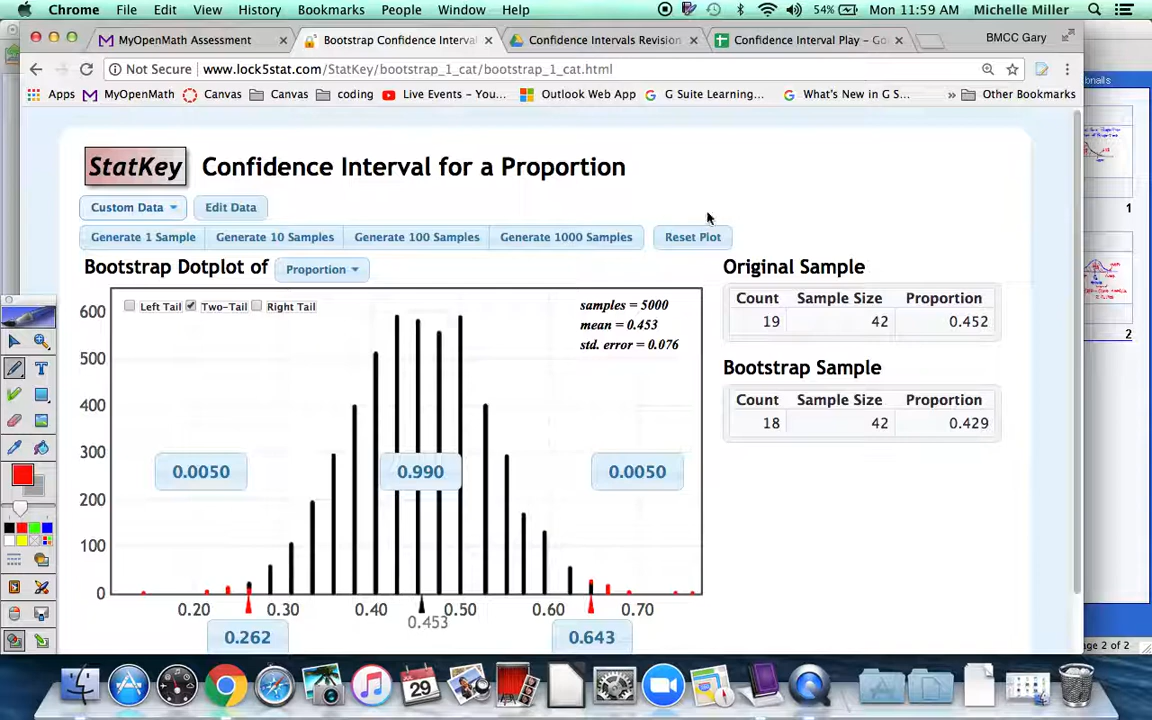 Chrome File Edit View History Bookmarks People Window Help 54% Mon 11:59 AM Michelle Miller
MyOpenMath Assessment × Bootstrap Confidence Interval × Confidence Intervals Revision × Confidence Interval Play – Go × BMCC Gary
Not Secure www.lock5stat.com/StatKey/bootstrap_1_cat/bootstrap_1_cat.html
Apps MyOpenMath Canvas Canvas coding Live Events – You... Outlook Web App G Suite Learning... What's New in G S... » Other Bookmarks
StatKey Confidence Interval for a Proportion
Custom Data Edit Data
Generate 1 Sample Generate 10 Samples Generate 100 Samples Generate 1000 Samples Reset Plot
Bootstrap Dotplot of Proportion
Left Tail Two-Tail Right Tail
samples = 5000
mean = 0.453
std. error = 0.076
600
500
400
300
200
100
0
0.0050 0.990 0.0050
0.20 0.30 0.40 0.50 0.60 0.70
0.453
0.262 0.643
Original Sample
Count Sample Size Proportion
19 42 0.452
Bootstrap Sample
Count Sample Size Proportion
18 42 0.429
1
2
age 2 of 2
29